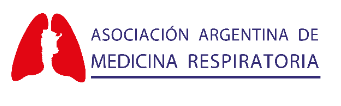 ASOCIACIÓN ARGENTINA DE
MEDICINA RESPIRATORIA